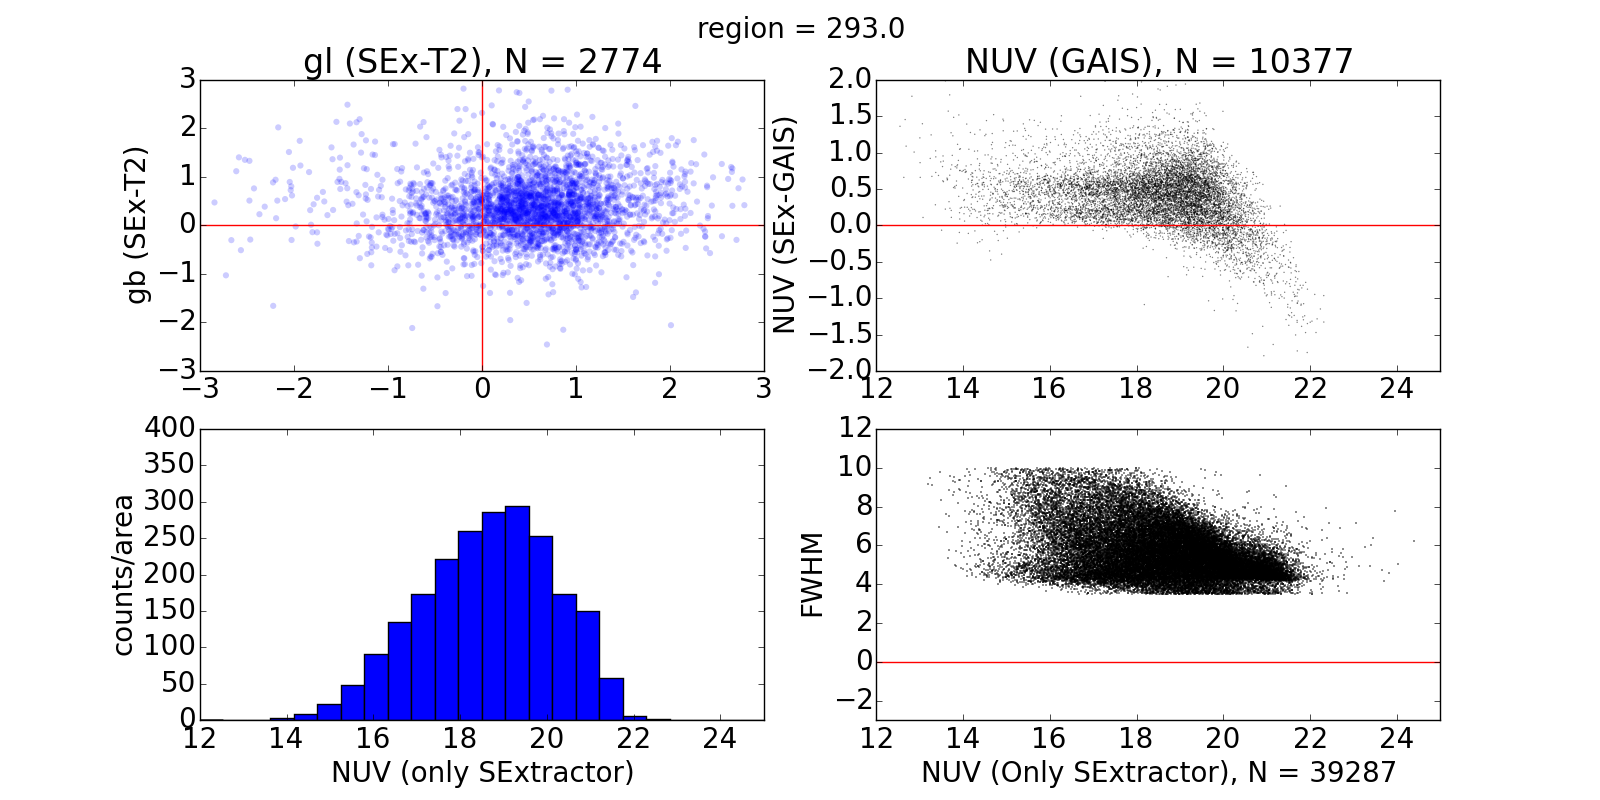 region = 293.0
gl (SEx-T2), N = 2774
NUV (GAIS), N = 10377
3
2
1
0
−1
−2
−3
gb (SEx-T2)
−3 −2 −1 0 1 2 3
2.0
1.5
1.0
0.5
0.0
−0.5
−1.0
−1.5
−2.0
NUV (SEx-GAIS)
12 14 16 18 20 22 24
400
350
300
250
200
150
100
50
0
counts/area
12 14 16 18 20 22 24
NUV (only SExtractor)
12
10
8
6
4
2
0
−2
FWHM
12 14 16 18 20 22 24
NUV (Only SExtractor), N = 39287